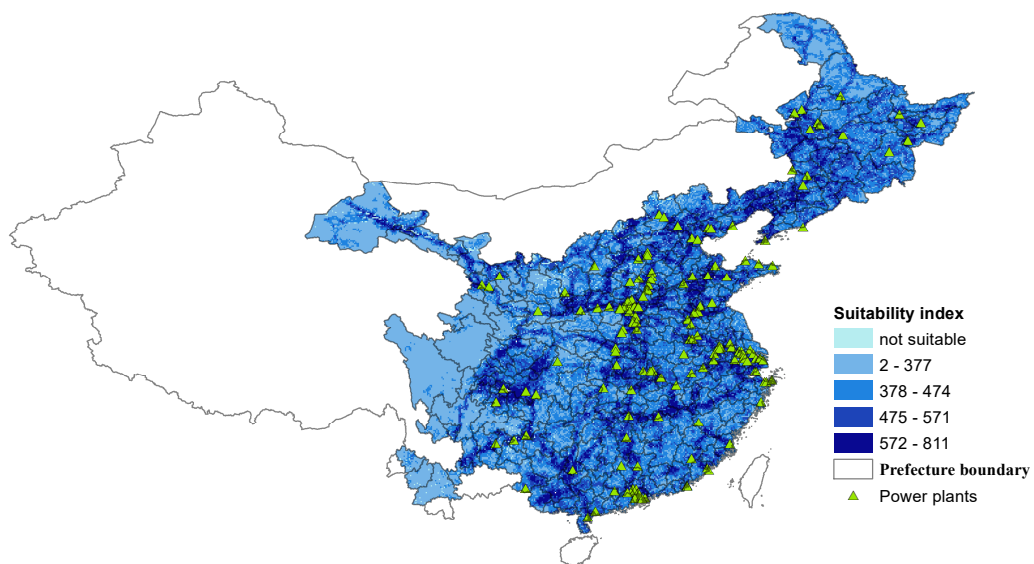 Suitability index
not suitable
2 - 377
378 - 474
475 - 571
572 - 811
Prefecture boundary
Power plants